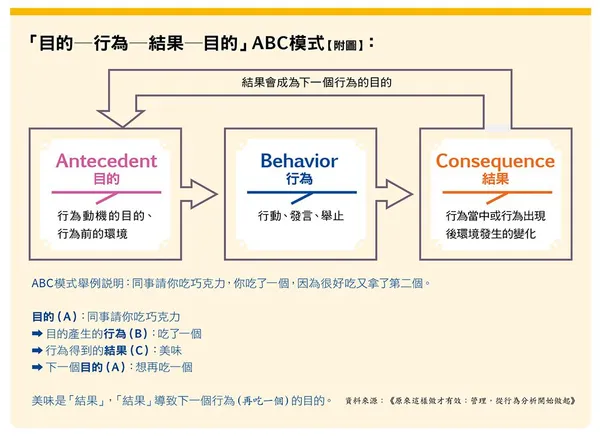 「目的─行為─結果─目的」ABC模式【附圖】:
結果會成為下一個行為的目的
Antecedent
目的
行為動機的目的、
行為前的環境
Behavior
行為
行動、發言、舉止
Consequence
結果
行為當中或行為出現
後環境發生的變化
ABC模式舉例說明:同事請你吃巧克力,你吃了一個,因為很好吃又拿了第二個。
目的(A):同事請你吃巧克力
➡ 目的產生的行為(B):吃了一個
➡ 行為得到的結果(C):美味
➡ 下一個目的(A):想再吃一個
美味是「結果」,「結果」導致下一個行為(再吃一個)的目的。
資料來源:《原來這樣做才有效:管理,從行為分析開始做起》